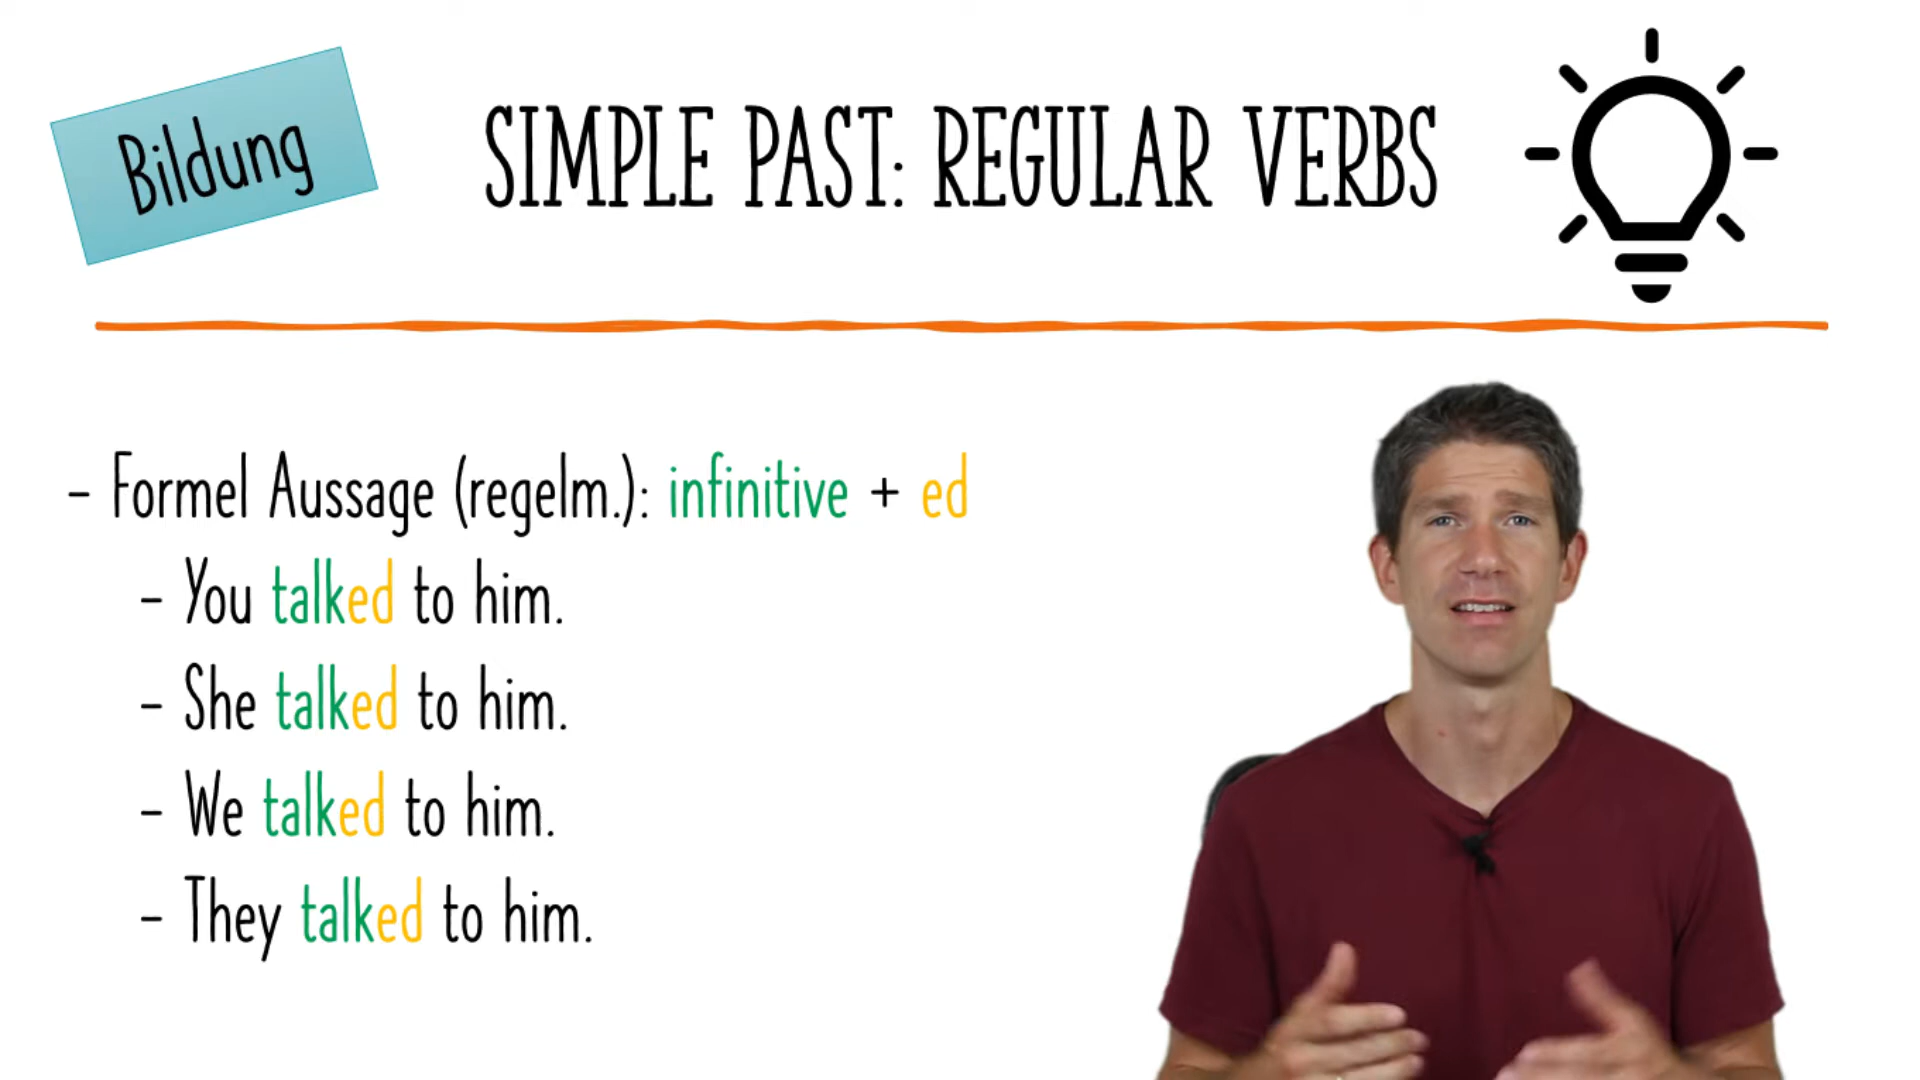 Bildung
SIMPLE PAST: REGULAR VERBS
- Formel Aussage (regelm.): infinitive + ed
- You talked to him.
- She talked to him.
- We talked to him.
- They talked to him.